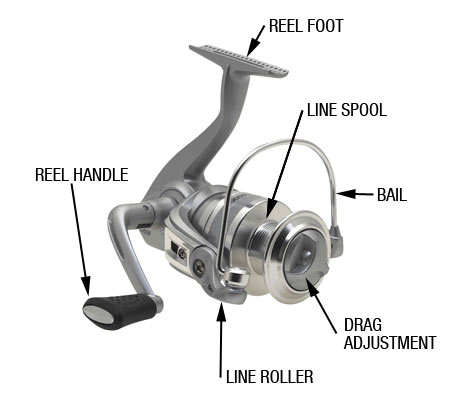 REEL FOOT
LINE SPOOL
REEL HANDLE
BAIL
DRAG
ADJUSTMENT
LINE ROLLER